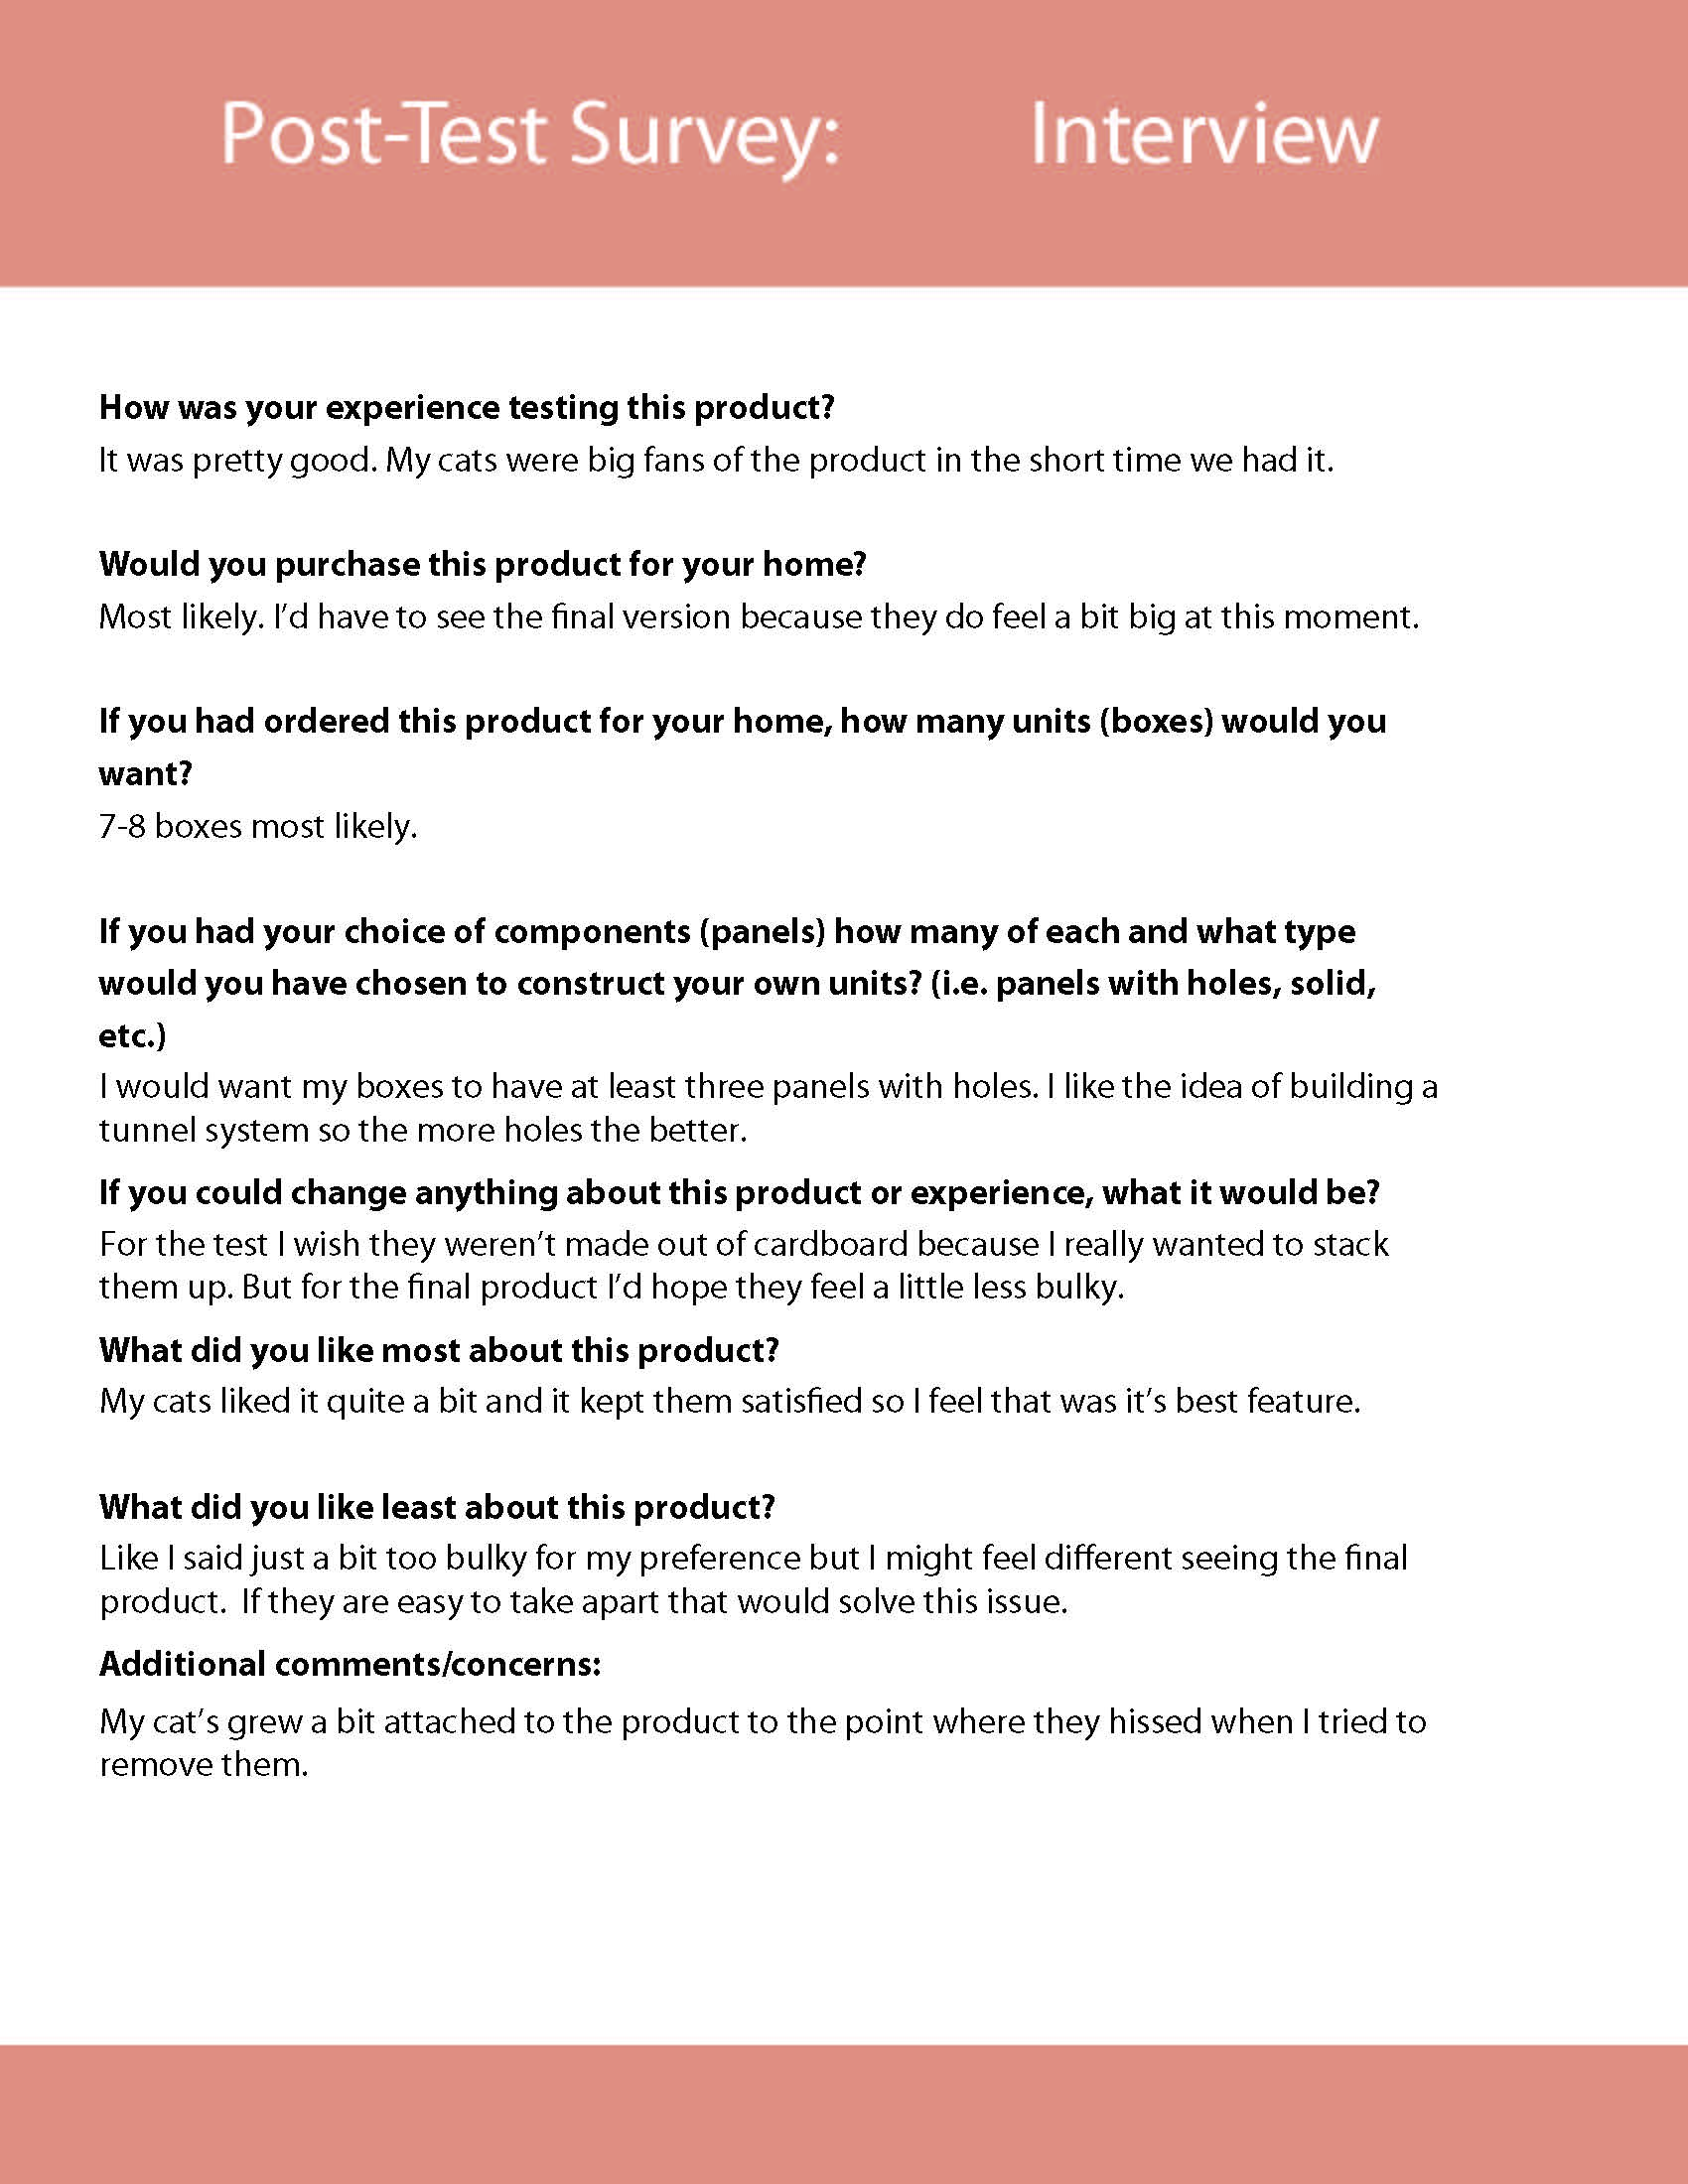 Post-Test Survey: Interview
How was your experience testing this product?
It was pretty good. My cats were big fans of the product in the short time we had it.
Would you purchase this product for your home?
Most likely. I’d have to see the final version because they do feel a bit big at this moment.
If you had ordered this product for your home, how many units (boxes) would you
want?
7-8 boxes most likely.
If you had your choice of components (panels) how many of each and what type
would you have chosen to construct your own units? (i.e. panels with holes, solid,
etc.)
I would want my boxes to have at least three panels with holes. I like the idea of building a
tunnel system so the more holes the better.
If you could change anything about this product or experience, what it would be?
For the test I wish they weren’t made out of cardboard because I really wanted to stack
them up. But for the final product I’d hope they feel a little less bulky.
What did you like most about this product?
My cats liked it quite a bit and it kept them satisfied so I feel that was it’s best feature.
What did you like least about this product?
Like I said just a bit too bulky for my preference but I might feel different seeing the final
product.  If they are easy to take apart that would solve this issue.
Additional comments/concerns:
My cat’s grew a bit attached to the product to the point where they hissed when I tried to
remove them.